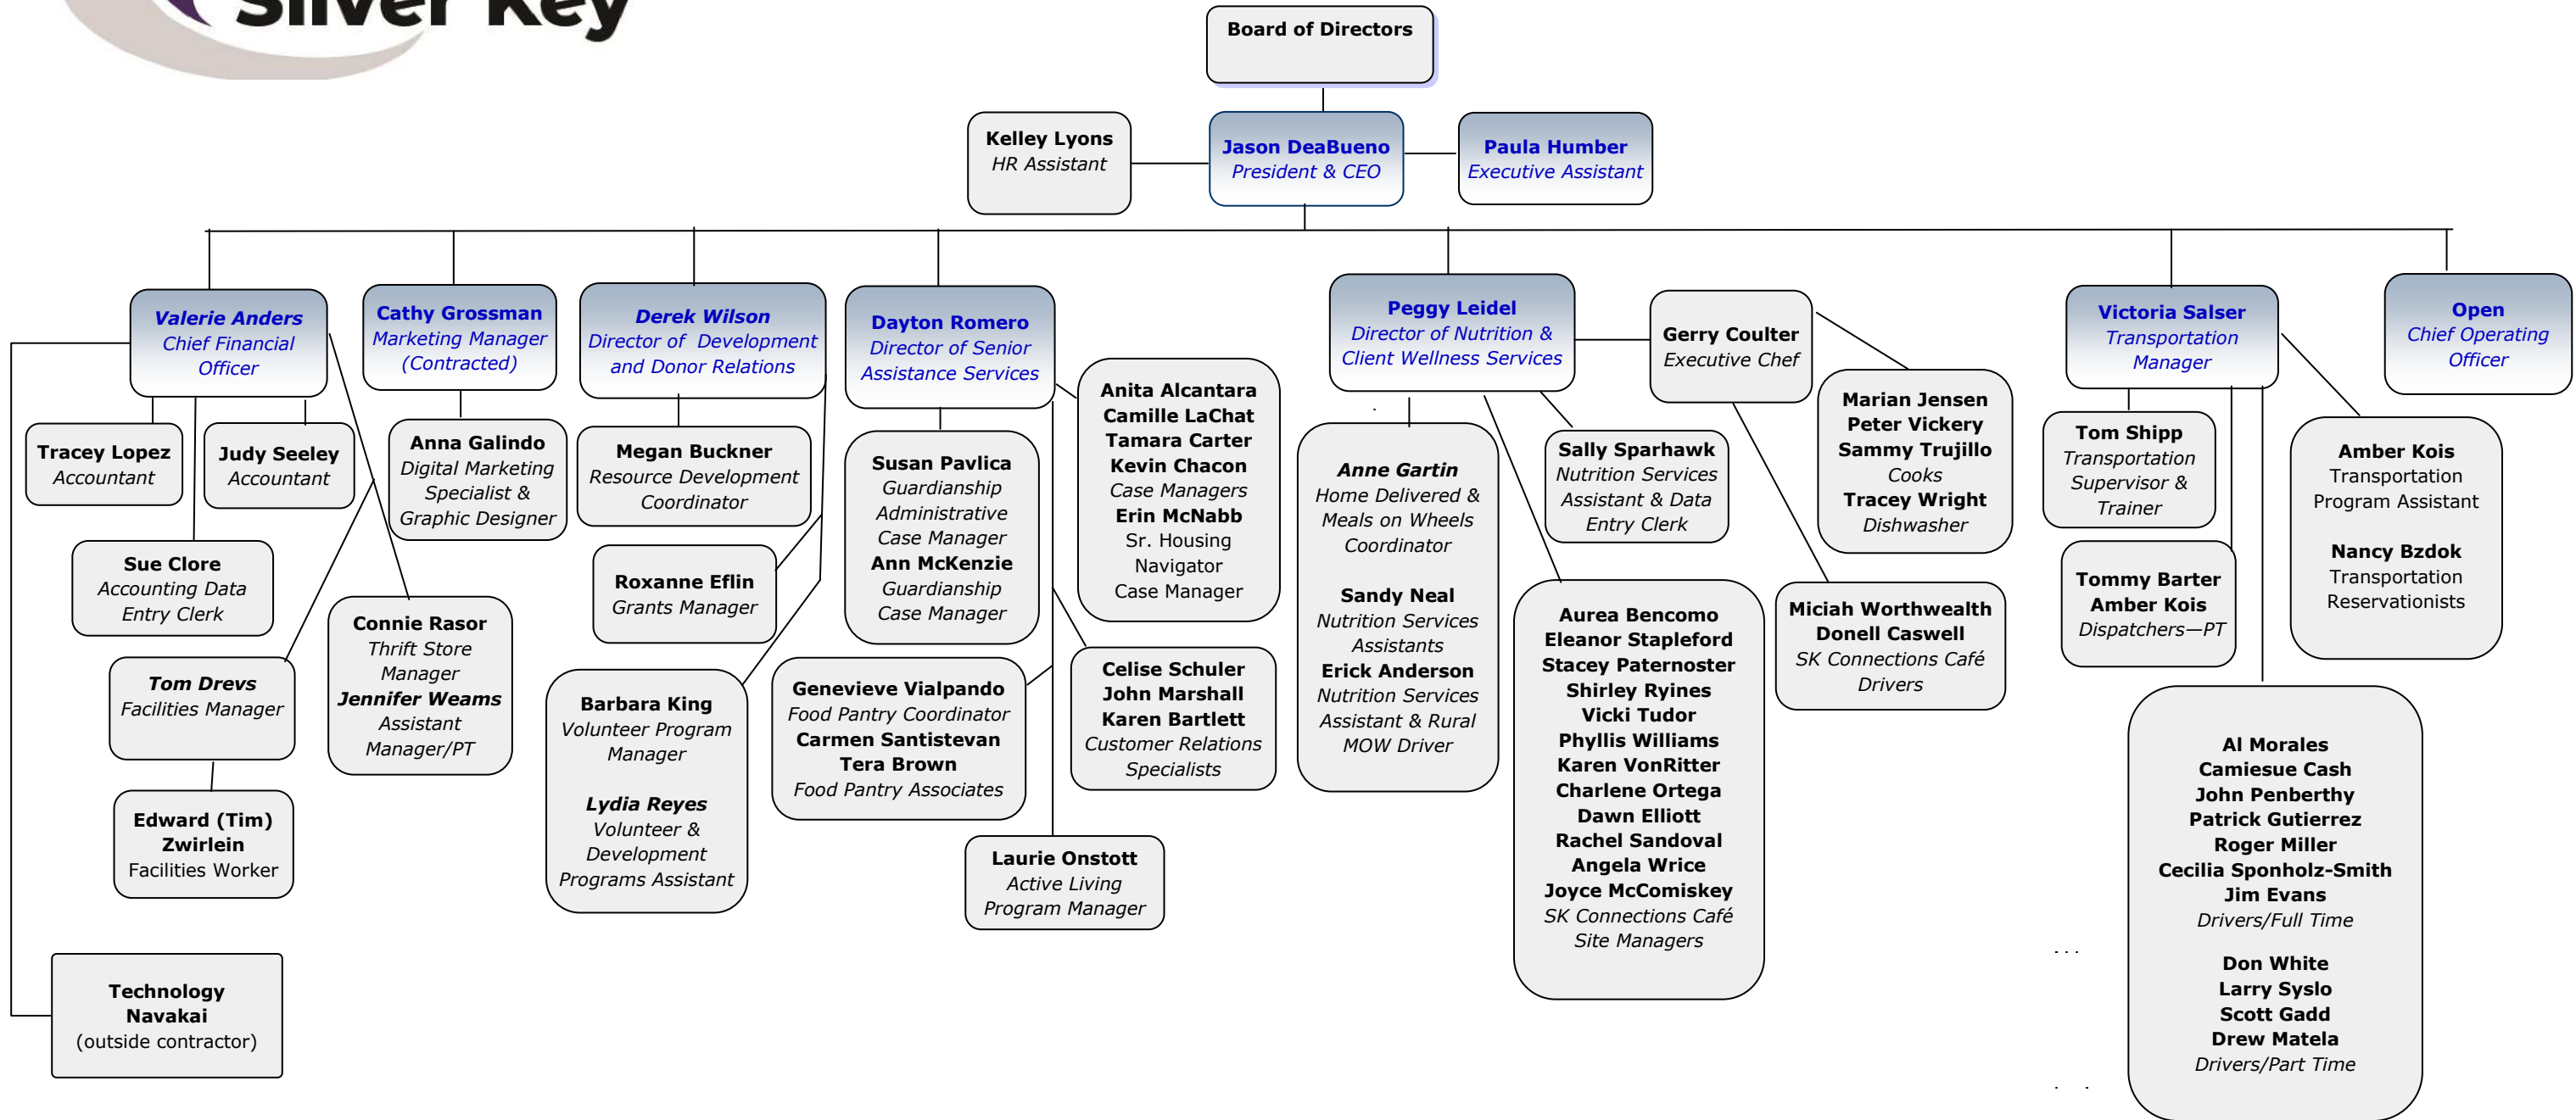 Silver Key
Board of Directors
Kelley Lyons
HR Assistant
Jason DeaBueno
President & CEO
Paula Humber
Executive Assistant
Valerie Anders
Chief Financial
Officer
Cathy Grossman
Marketing Manager
(Contracted)
Derek Wilson
Director of Development
and Donor Relations
Dayton Romero
Director of Senior
Assistance Services
Peggy Leidel
Director of Nutrition &
Client Wellness Services
Gerry Coulter
Executive Chef
Victoria Salser
Transportation
Manager
Open
Chief Operating
Officer
Tracey Lopez
Accountant
Judy Seeley
Accountant
Sue Clore
Accounting Data
Entry Clerk
Tom Drevs
Facilities Manager
Edward (Tim)
Zwirlein
Facilities Worker
Technology
Navakai
(outside contractor)
Connie Rasor
Thrift Store
Manager
Jennifer Weams
Assistant
Manager/PT
Anna Galindo
Digital Marketing
Specialist &
Graphic Designer
Megan Buckner
Resource Development
Coordinator
Roxanne Eflin
Grants Manager
Barbara King
Volunteer Program
Manager
Lydia Reyes
Volunteer &
Development
Programs Assistant
Susan Pavlica
Guardianship
Administrative
Case Manager
Ann McKenzie
Guardianship
Case Manager
Genevieve Vialpando
Food Pantry Coordinator
Carmen Santistevan
Tera Brown
Food Pantry Associates
Anita Alcantara
Camille LaChat
Tamara Carter
Kevin Chacon
Case Managers
Erin McNabb
Sr. Housing
Navigator
Case Manager
Celise Schuler
John Marshall
Karen Bartlett
Customer Relations
Specialists
Laurie Onstott
Active Living
Program Manager
Anne Gartin
Home Delivered &
Meals on Wheels
Coordinator
Sandy Neal
Nutrition Services
Assistants
Erick Anderson
Nutrition Services
Assistant & Rural
MOW Driver
Sally Sparhawk
Nutrition Services
Assistant & Data
Entry Clerk
Aurea Bencomo
Eleanor Stapleford
Stacey Paternoster
Shirley Ryines
Vicki Tudor
Phyllis Williams
Karen VonRitter
Charlene Ortega
Dawn Elliott
Rachel Sandoval
Angela Wrice
Joyce McComiskey
SK Connections Café
Site Managers
Marian Jensen
Peter Vickery
Sammy Trujillo
Cooks
Tracey Wright
Dishwasher
Miciah Worthwealth
Donell Caswell
SK Connections Café
Drivers
Tom Shipp
Transportation
Supervisor &
Trainer
Tommy Barter
Amber Kois
Dispatchers—PT
Amber Kois
Transportation
Program Assistant
Nancy Bzdok
Transportation
Reservationists
Al Morales
Camiesue Cash
John Penberthy
Patrick Gutierrez
Roger Miller
Cecilia Sponholz-Smith
Jim Evans
Drivers/Full Time
Don White
Larry Syslo
Scott Gadd
Drew Matela
Drivers/Part Time